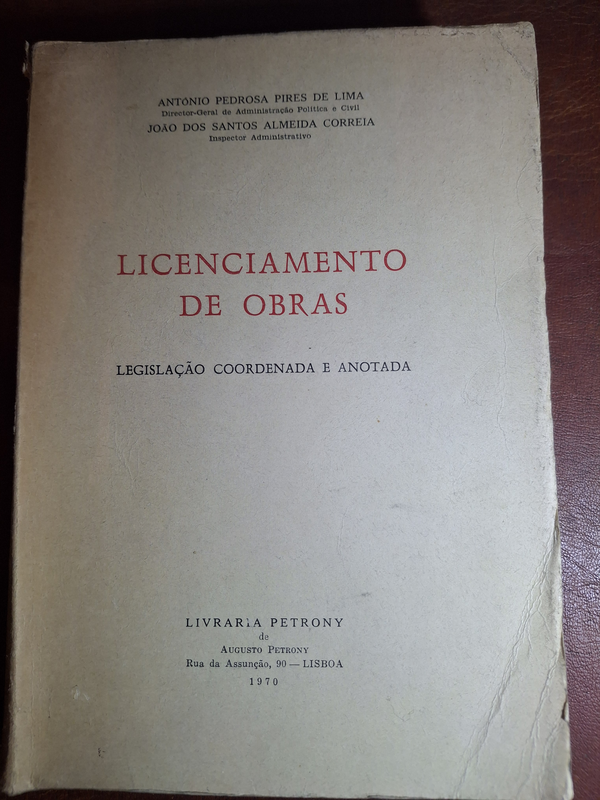 ANTÓNIO PEDROSA PIRES DE LIMA
Director-Geral de Administração Política e Civil
JOÃO DOS SANTOS ALMEIDA CORREIA
Inspector Administrativo
LICENCIAMENTO
DE OBRAS
LEGISLAÇÃO COORDENADA E ANOTADA
LIVRARIA PETRONY
de
AUGUSTO PETRONY
Rua da Assunção, 90 — LISBOA
1970